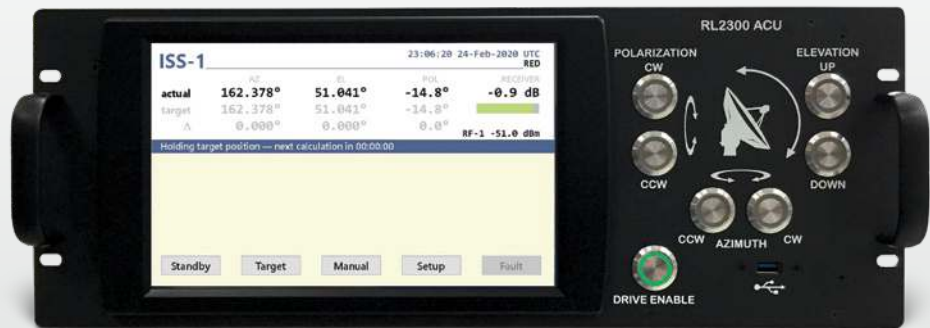 RL2300 ACU
ISS-1
23:06:20 24-Feb-2020 UTC
RED
AZ EL POL RECEIVER
actual 162.378° 51.041° -14.8° -0.9 dB
target 162.378° 51.041° -14.8°
Δ 0.000° 0.000° 0.0°
RF-1 -51.0 dBm
Holding target position — next calculation in 00:00:00
Standby Target Manual Setup Fault
POLARIZATION
CW
CCW
ELEVATION
UP
DOWN
CCW AZIMUTH CW
DRIVE ENABLE